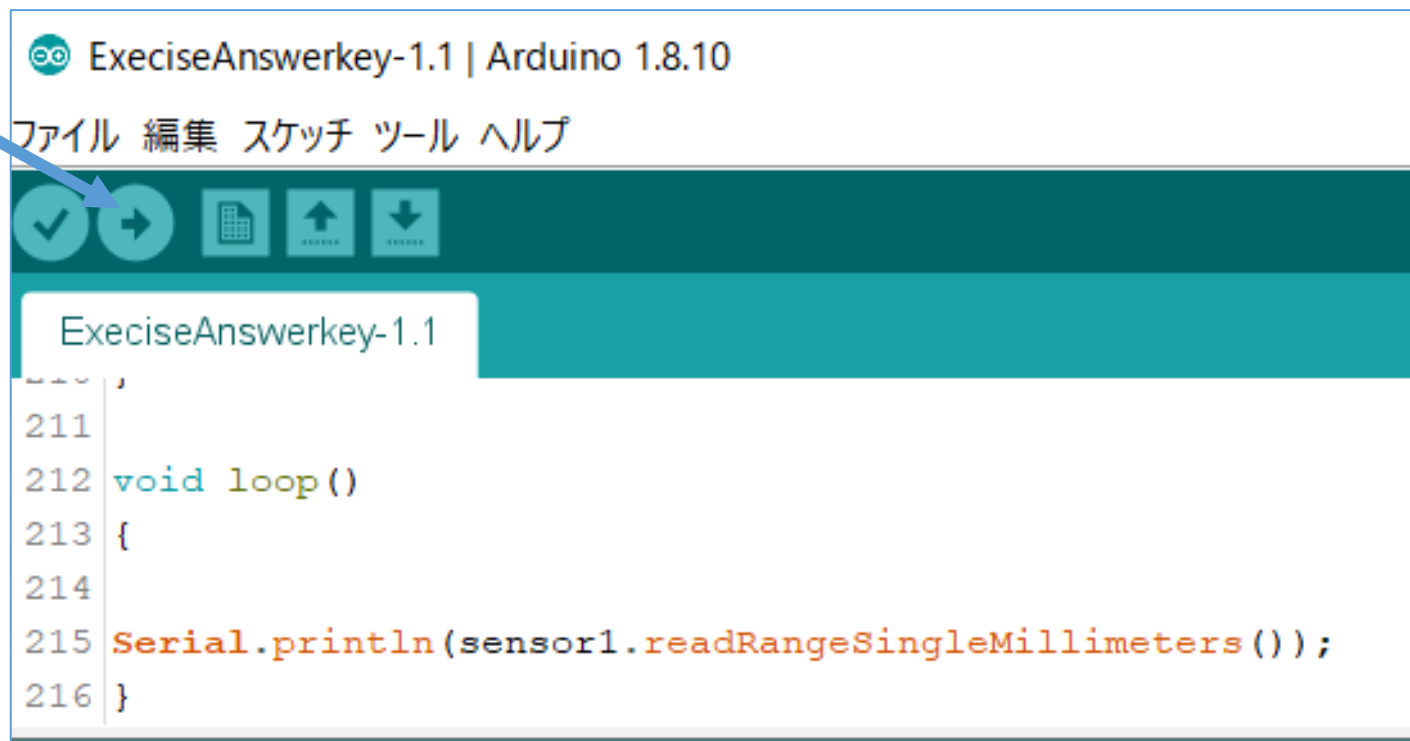 ExeciseAnswerkey-1.1 | Arduino 1.8.10
ファイル 編集 スケッチ ツール ヘルプ
ExeciseAnswerkey-1.1
211
212 void loop()
213 {
214
215 Serial.println(sensor1.readRangeSingleMillimeters());
216 }